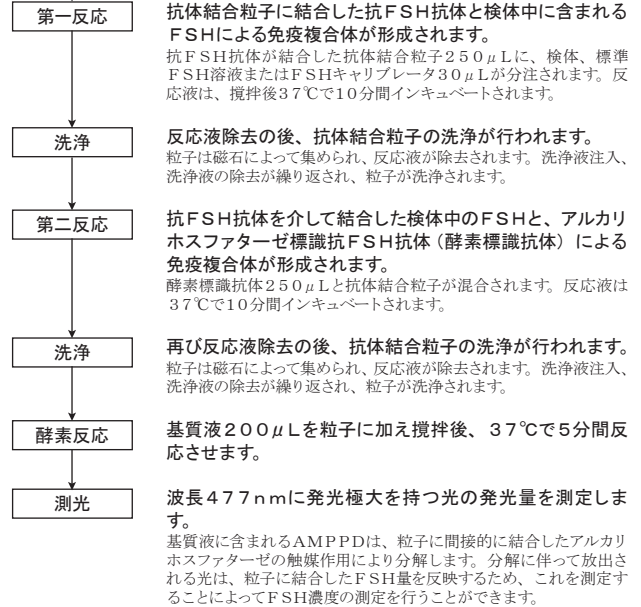 第一反応
抗体結合粒子に結合した抗FSH抗体と検体中に含まれる
FSHによる免疫複合体が形成されます。
抗FSH抗体が結合した抗体結合粒子250μLに、検体、標準
FSH溶液またはFSHキャリブレータ30μLが分注されます。反
応液は、撹拌後37℃で10分間インキュベートされます。
洗浄
反応液除去の後、抗体結合粒子の洗浄が行われます。
粒子は磁石によって集められ、反応液が除去されます。洗浄液注入、
洗浄液の除去が繰り返され、粒子が洗浄されます。
第二反応
抗FSH抗体を介して結合した検体中のFSHと、アルカリ
ホスファターゼ標識抗FSH抗体（酵素標識抗体）による
免疫複合体が形成されます。
酵素標識抗体250μLと抗体結合粒子が混合されます。反応液は
37℃で10分間インキュベートされます。
洗浄
再び反応液除去の後、抗体結合粒子の洗浄が行われます。
粒子は磁石によって集められ、反応液が除去されます。洗浄液注入、
洗浄液の除去が繰り返され、粒子が洗浄されます。
酵素反応
基質液200μLを粒子に加え撹拌後、37℃で5分間反
応させます。
測光
波長477nmに発光極大を持つ光の発光量を測定しま
す。
基質液に含まれるAMPPDは、粒子に間接的に結合したアルカリ
ホスファターゼの触媒作用により分解します。分解に伴って放出さ
れる光は、粒子に結合したFSH量を反映するため、これを測定す
ることによってFSH濃度の測定を行うことができます。